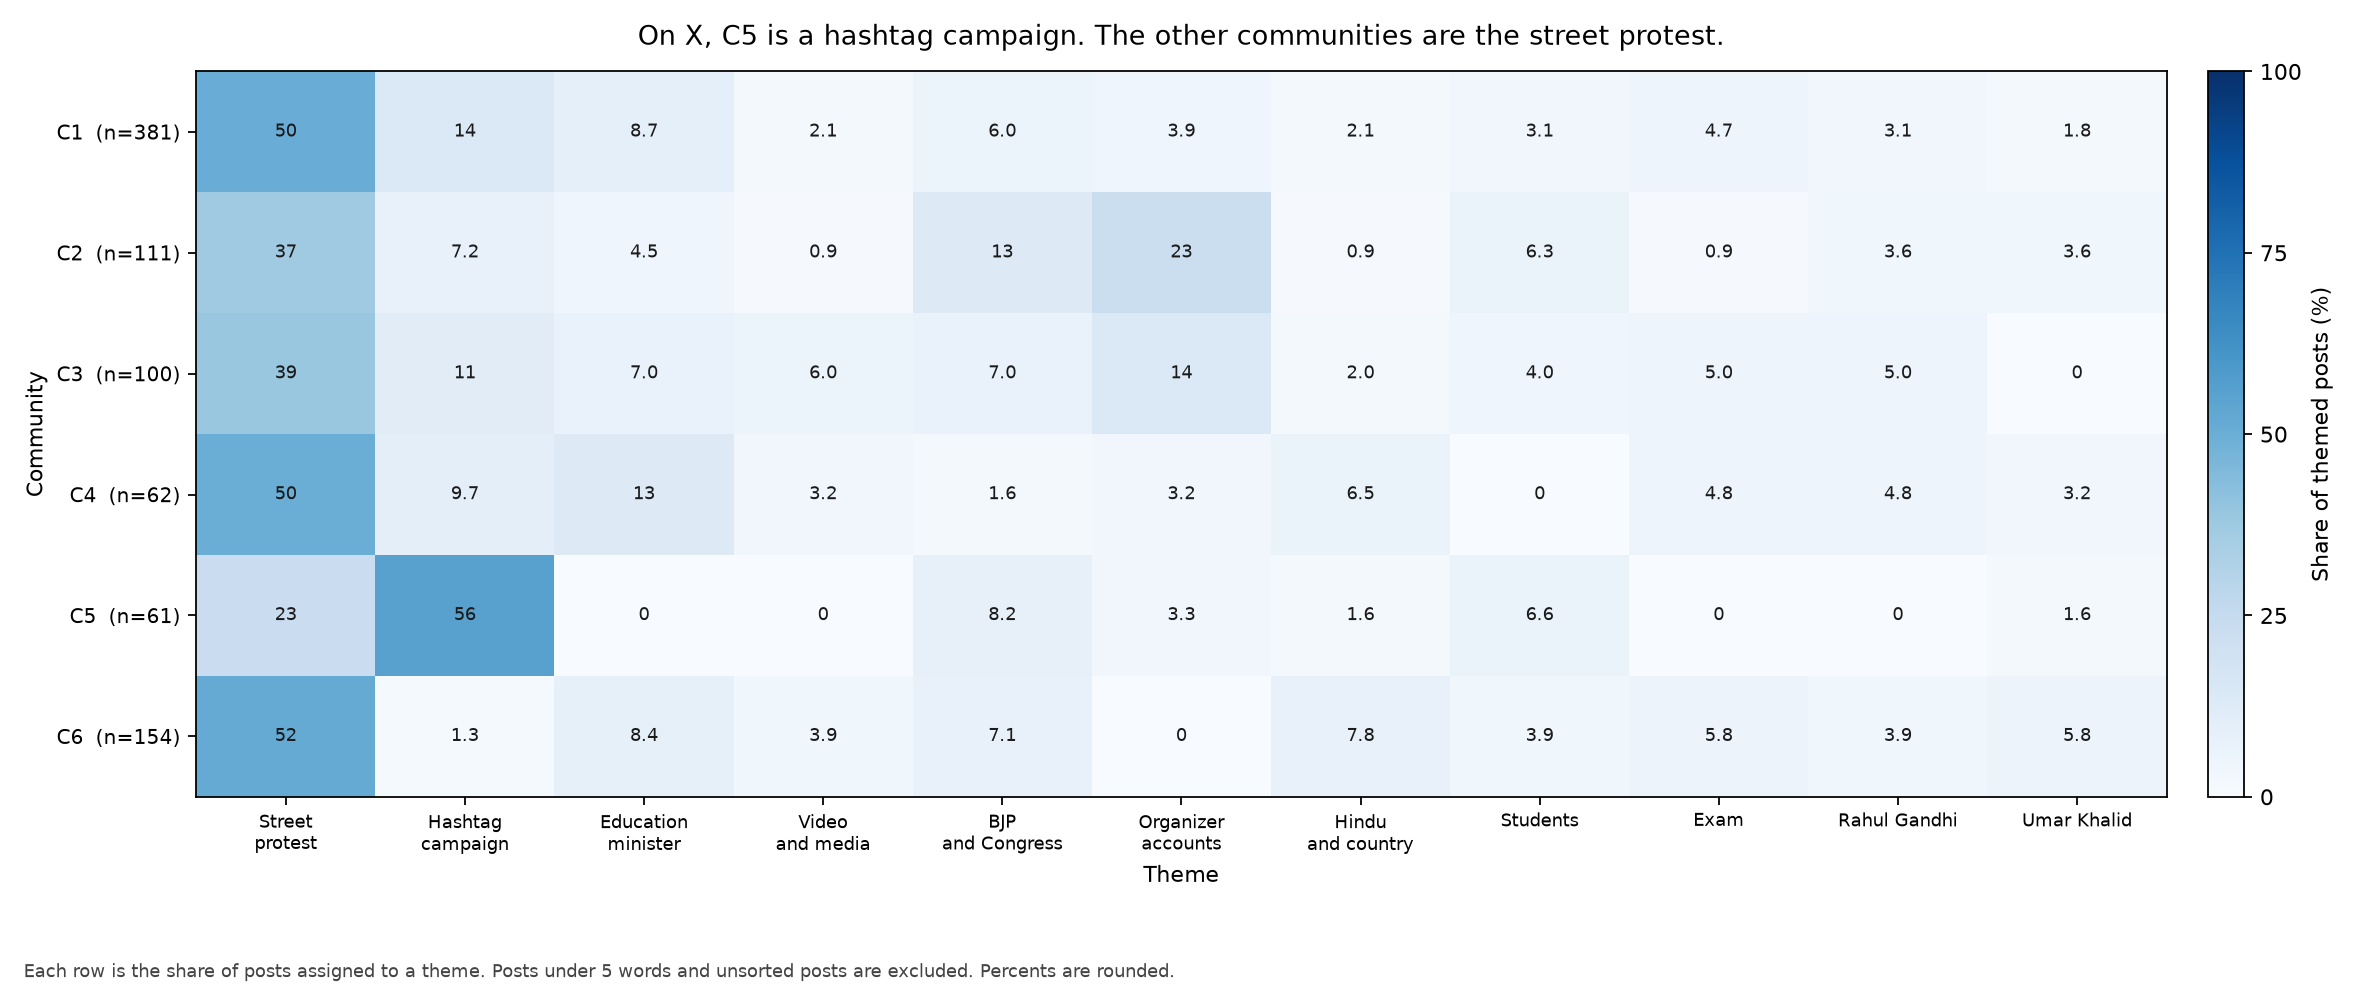 On X, C5 is a hashtag campaign. The other communities are the street protest.
C1 (n=381) 50 14 8.7 2.1 6.0 3.9 2.1 3.1 4.7 3.1 1.8
C2 (n=111) 37 7.2 4.5 0.9 13 23 0.9 6.3 0.9 3.6 3.6
C3 (n=100) 39 11 7.0 6.0 7.0 14 2.0 4.0 5.0 5.0 0
C4 (n=62) 50 9.7 13 3.2 1.6 3.2 6.5 0 4.8 4.8 3.2
C5 (n=61) 23 56 0 0 8.2 3.3 1.6 6.6 0 0 1.6
C6 (n=154) 52 1.3 8.4 3.9 7.1 0 7.8 3.9 5.8 3.9 5.8
Community
Street protest
Hashtag campaign
Education minister
Video and media
BJP and Congress
Organizer accounts
Hindu and country
Students
Exam
Rahul Gandhi
Umar Khalid
Theme
100
75
50
25
0
Share of themed posts (%)
Each row is the share of posts assigned to a theme. Posts under 5 words and unsorted posts are excluded. Percents are rounded.